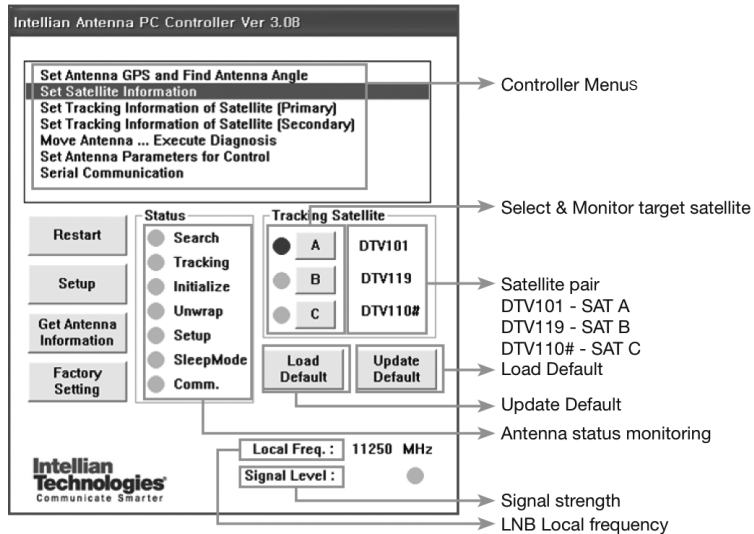 Intellian Antenna PC Controller Ver 3.08
Set Antenna GPS and Find Antenna Angle
Set Satellite Information
Set Tracking Information of Satellite (Primary)
Set Tracking Information of Satellite (Secondary)
Move Antenna ... Execute Diagnosis
Set Antenna Parameters for Control
Serial Communication
Controller Menus
Restart
Setup
Get Antenna
Information
Factory
Setting
Status
Search
Tracking
Initialize
Unwrap
Setup
SleepMode
Comm.
Tracking Satellite
A DTV101
B DTV119
C DTV110#
Load
Default
Update
Default
Select & Monitor target satellite
Satellite pair
DTV101 - SAT A
DTV119 - SAT B
DTV110# - SAT C
Load Default
Update Default
Antenna status monitoring
Local Freq. : 11250 MHz
Signal Level :
Intellian
Technologies
Communicate Smarter
Signal strength
LNB Local frequency